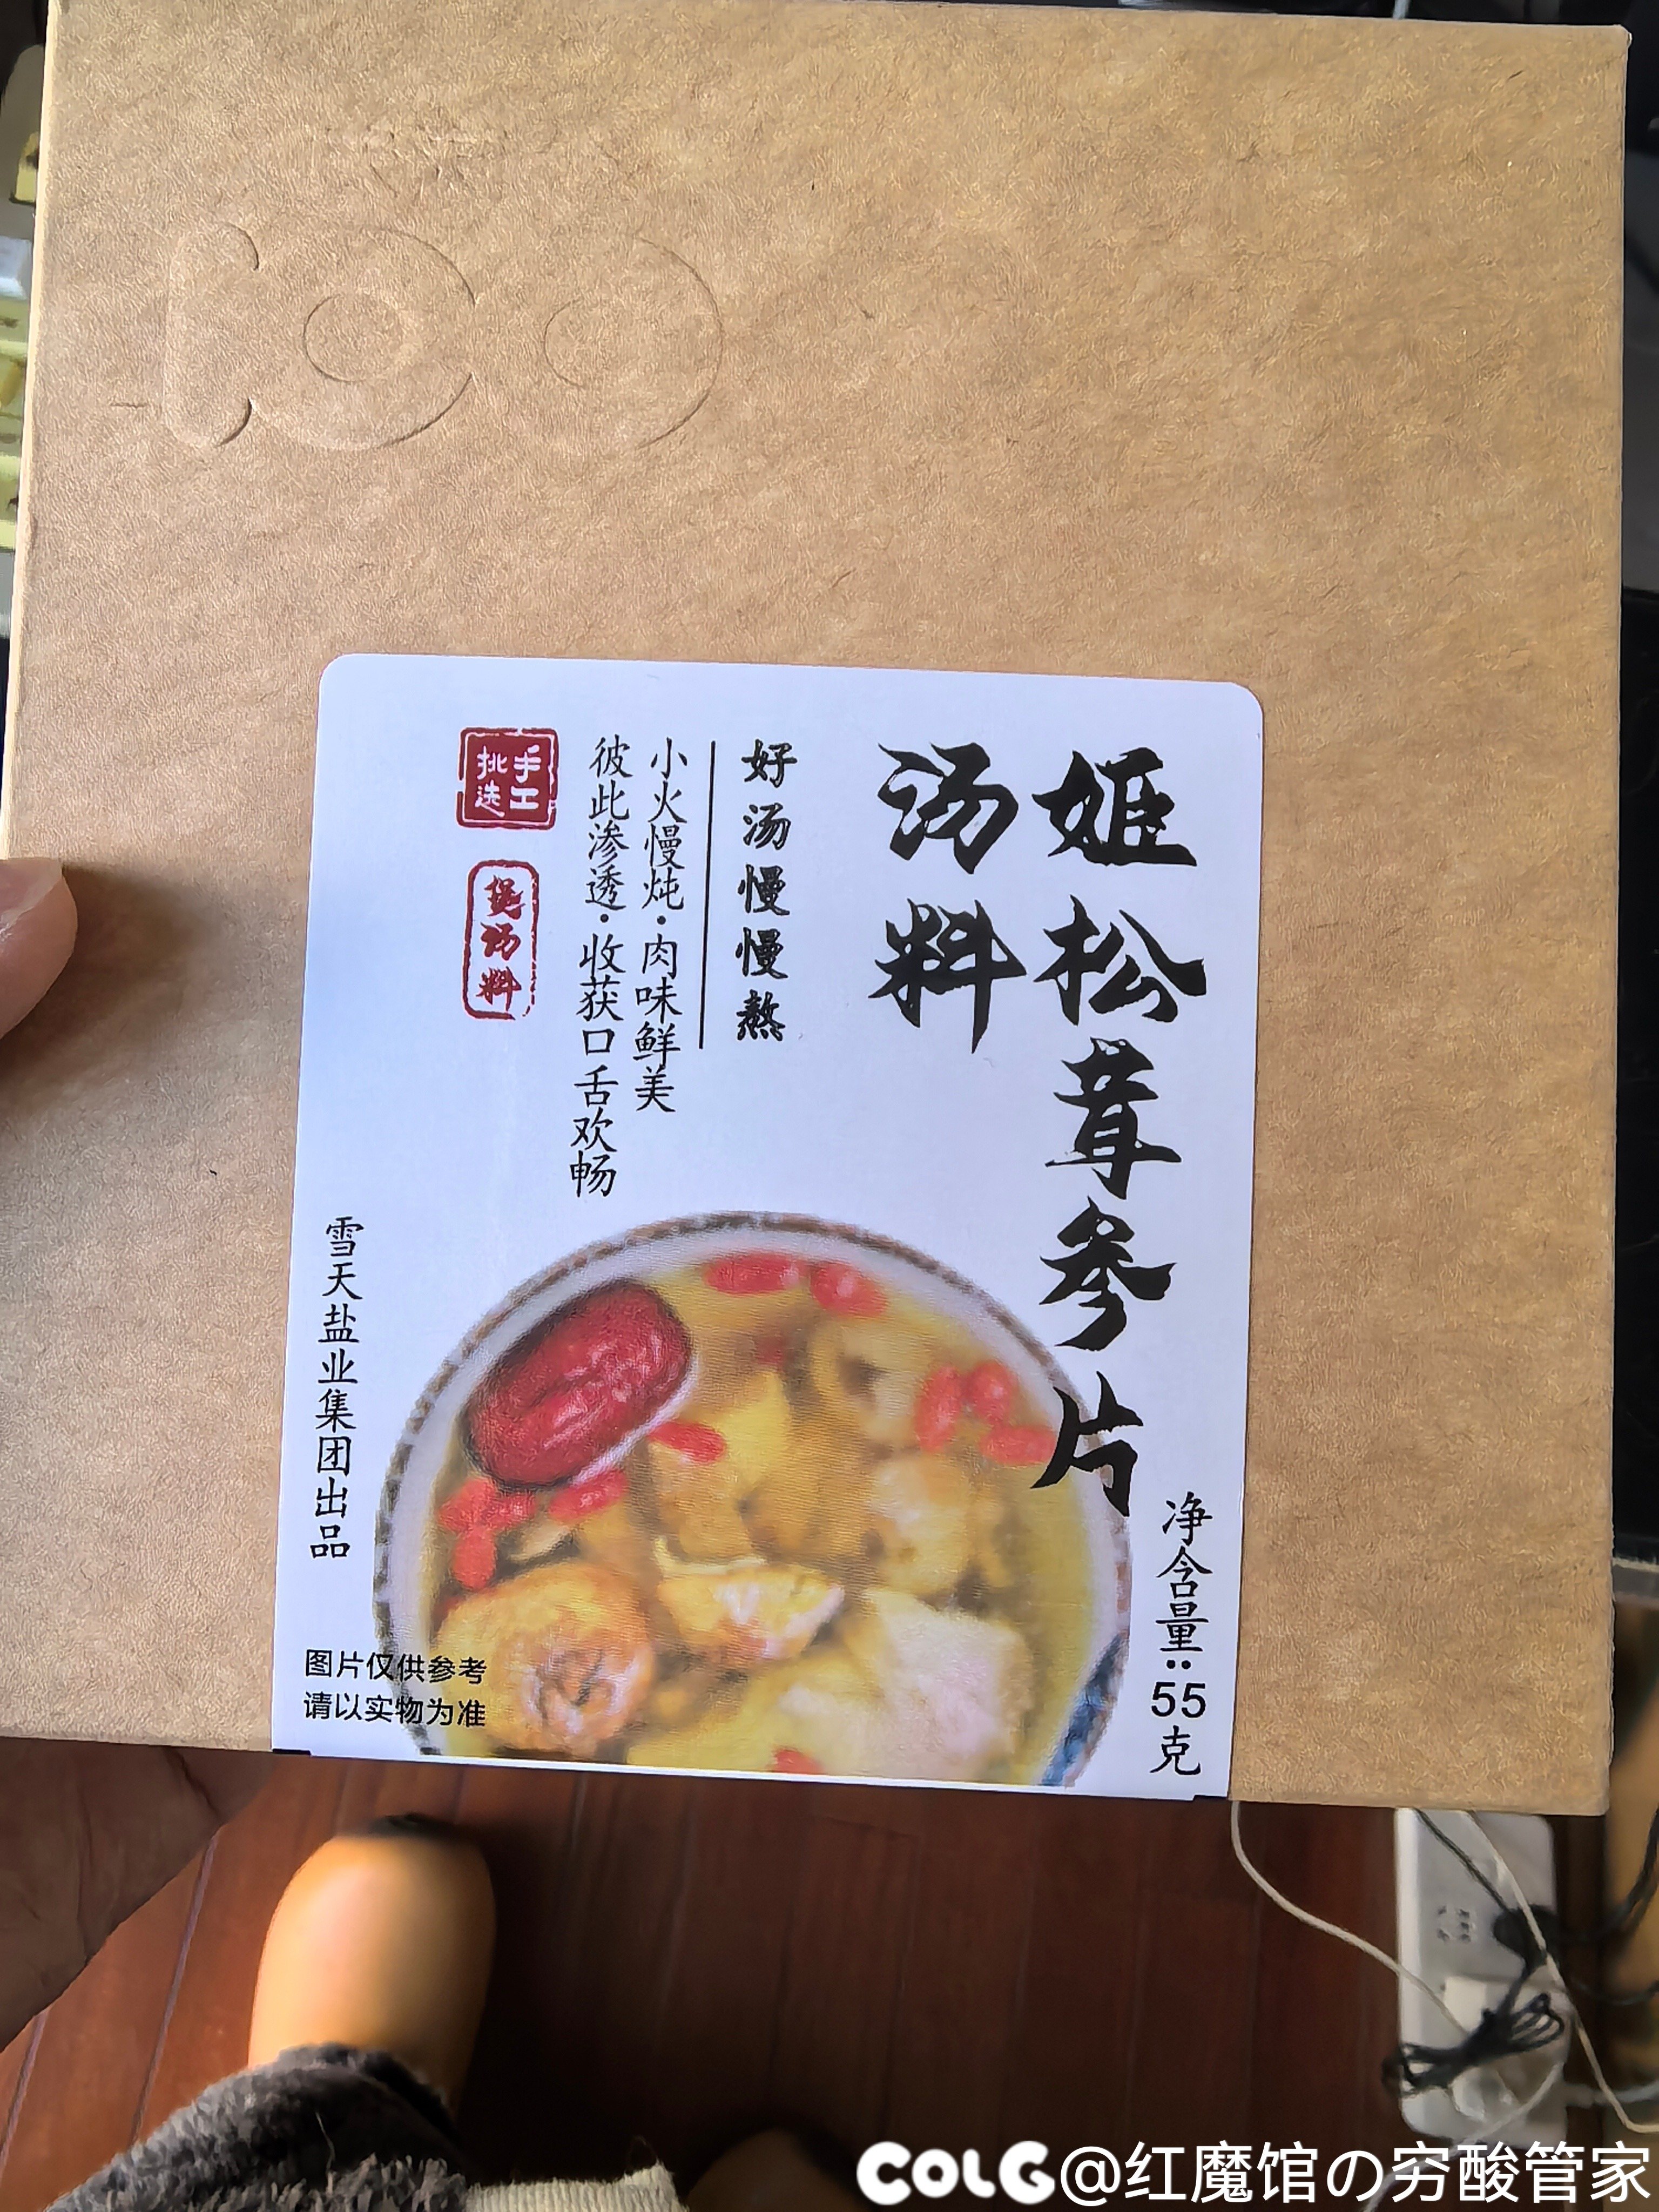 姬松茸参片
汤料
好汤慢慢熬
小火慢炖·肉味鲜美
彼此渗透·收获口舌欢畅
手工
挑选
煲汤料
雪天盐业集团出品
净含量:55克
图片仅供参考
请以实物为准
COLG@红魔馆の穷酸管家